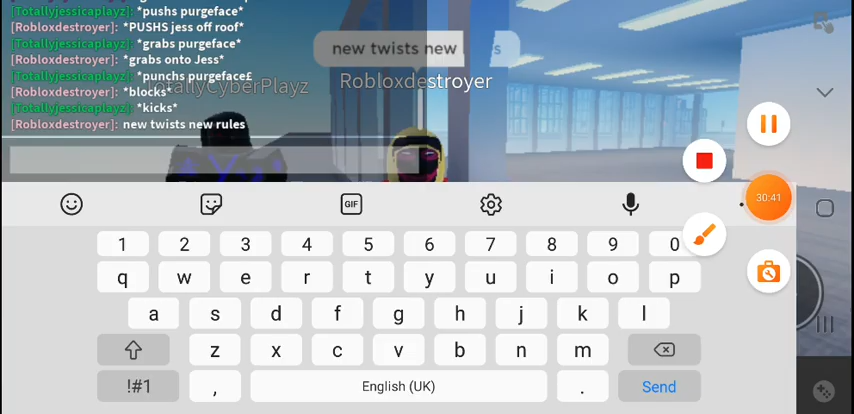 [Totallyjessicaplayz]: *pushs purgeface*
[Robloxdestroyer]: *PUSHS jess off roof*
[Totallyjessicaplayz]: *grabs purgeface*
[Robloxdestroyer]: *grabs onto Jess*
[Totallyjessicaplayz]: *punchs purgeface£
[Robloxdestroyer]: *blocks*
[Totallyjessicaplayz]: *kicks*
[Robloxdestroyer]: new twists new rules
new twists new
TotallyCyberPlayz
Robloxdestroyer
30:41
GIF
1 2 3 4 5 6 7 8 9 0
q w e r t y u i o p
a s d f g h j k l
z x c v b n m
!#1 , English (UK) . Send